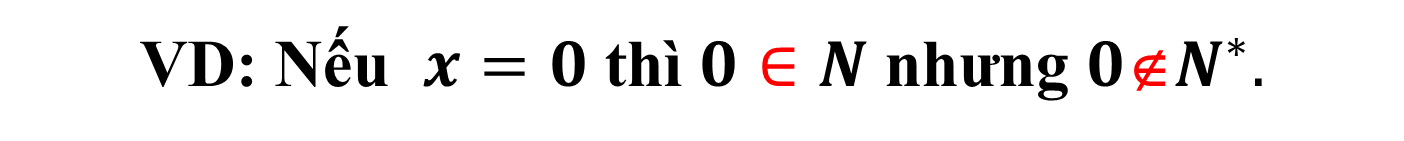 VD: Nếu x = 0 thì 0 ∈ N nhưng 0 ∉ N*.